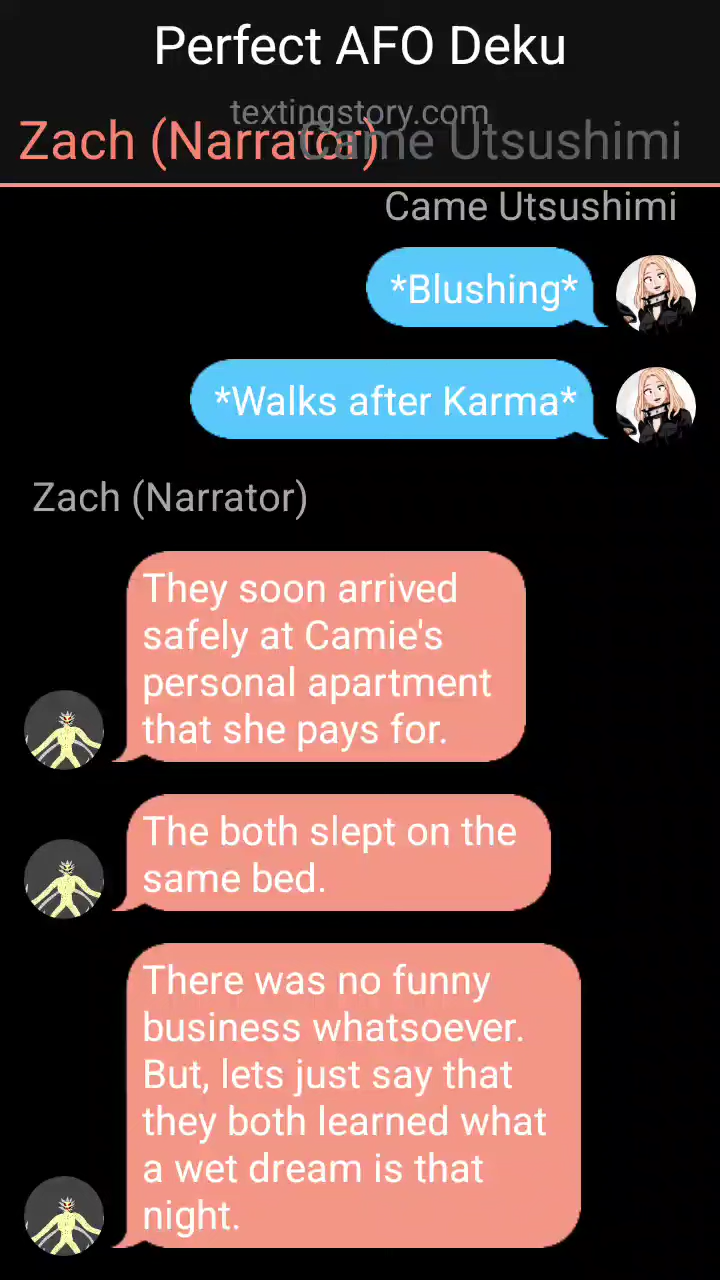 Perfect AFO Deku
textingstory.com
Zach (Narrator)
Came Utsushimi
Came Utsushimi
*Blushing*
*Walks after Karma*
Zach (Narrator)
They soon arrived
safely at Camie's
personal apartment
that she pays for.
The both slept on the
same bed.
There was no funny
business whatsoever.
But, lets just say that
they both learned what
a wet dream is that
night.